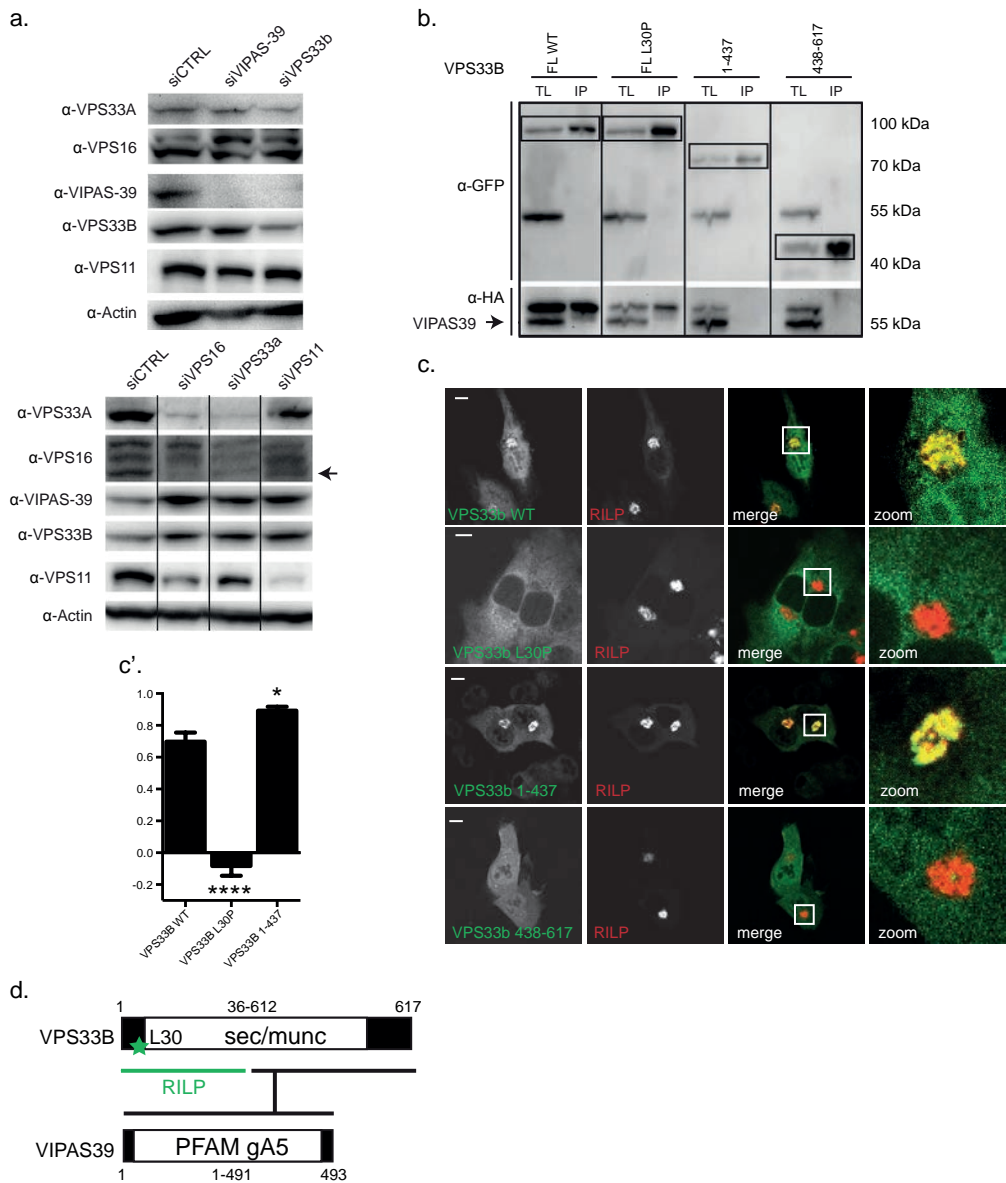 a.
siCTRL
siVIPAS-39
siVPS33b
α-VPS33A
α-VPS16
α-VIPAS-39
α-VPS33B
α-VPS11
α-Actin
siCTRL
siVPS16
siVPS33a
siVPS11
α-VPS33A
α-VPS16
α-VIPAS-39
α-VPS33B
α-VPS11
α-Actin
b.
VPS33B
FL WT
FL L30P
1-437
438-617
TL IP TL IP TL IP TL IP
100 kDa
70 kDa
α-GFP
55 kDa
40 kDa
α-HA
VIPAS39
55 kDa
c.
VPS33b WT
RILP
merge
zoom
VPS33b L30P
RILP
merge
zoom
VPS33b 1-437
RILP
merge
zoom
VPS33b 438-617
RILP
merge
zoom
c'.
1.0
0.8
0.6
0.4
0.2
0.0
-0.2
*
****
VPS33B WT
VPS33B L30P
VPS33B 1-437
d.
1 36-612 617
VPS33B
L30
sec/munc
RILP
VIPAS39
PFAM gA5
1 1-491 493